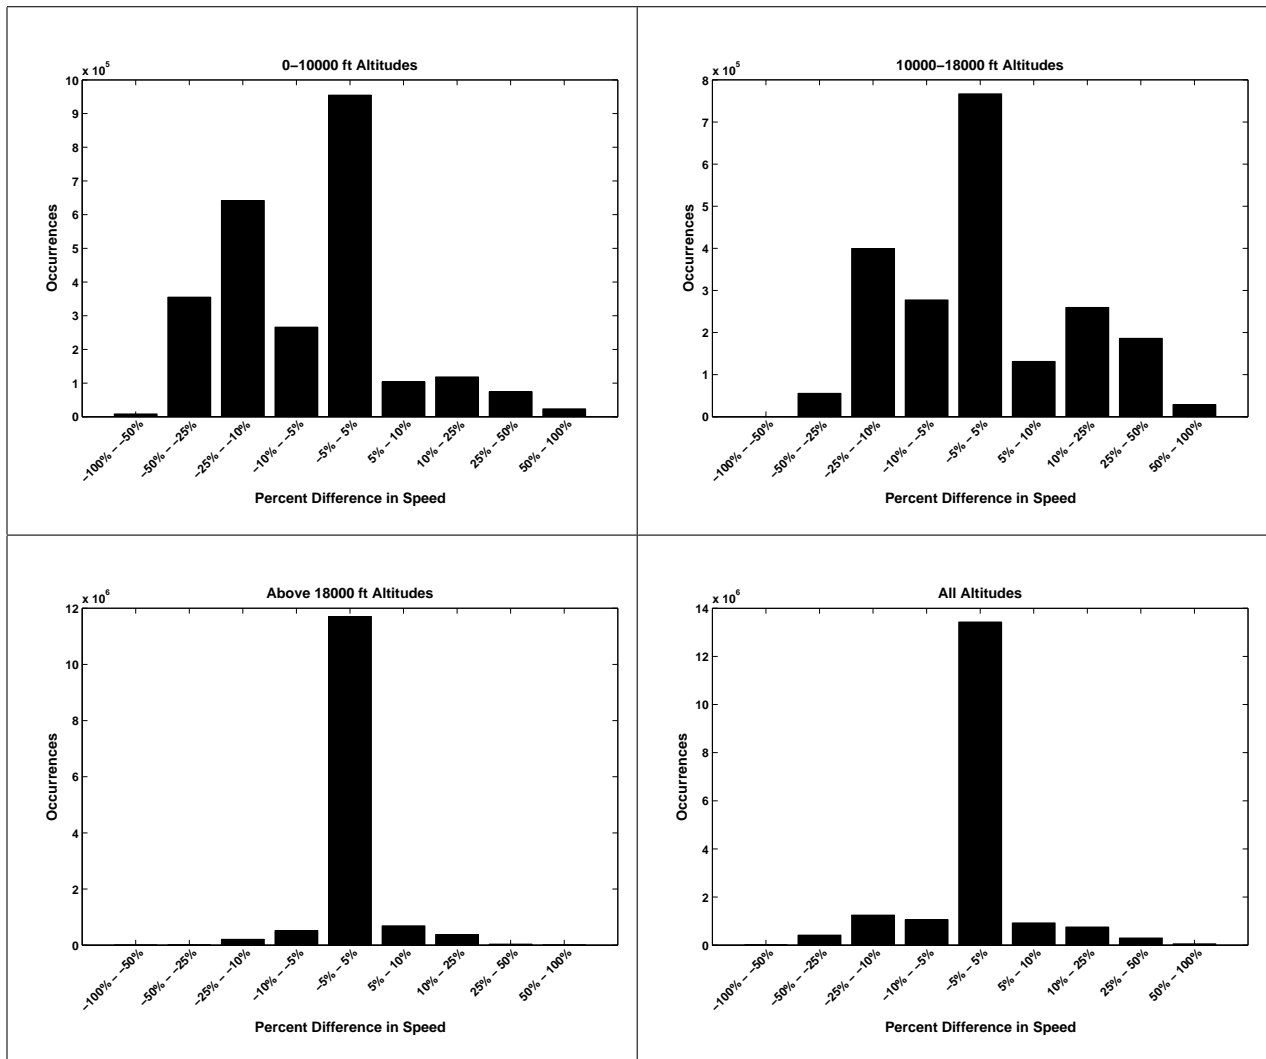 0−10000 ft Altitudes
x 10^5
10
9
8
7
6
5
4
3
2
1
0
Occurrences
−100% − −50%
−50% − −25%
−25% − −10%
−10% − −5%
−5% − 5%
5% − 10%
10% − 25%
25% − 50%
50% − 100%
Percent Difference in Speed
10000−18000 ft Altitudes
x 10^5
8
7
6
5
4
3
2
1
0
Occurrences
−100% − −50%
−50% − −25%
−25% − −10%
−10% − −5%
−5% − 5%
5% − 10%
10% − 25%
25% − 50%
50% − 100%
Percent Difference in Speed
Above 18000 ft Altitudes
x 10^6
12
10
8
6
4
2
0
Occurrences
−100% − −50%
−50% − −25%
−25% − −10%
−10% − −5%
−5% − 5%
5% − 10%
10% − 25%
25% − 50%
50% − 100%
Percent Difference in Speed
All Altitudes
x 10^6
14
12
10
8
6
4
2
0
Occurrences
−100% − −50%
−50% − −25%
−25% − −10%
−10% − −5%
−5% − 5%
5% − 10%
10% − 25%
25% − 50%
50% − 100%
Percent Difference in Speed